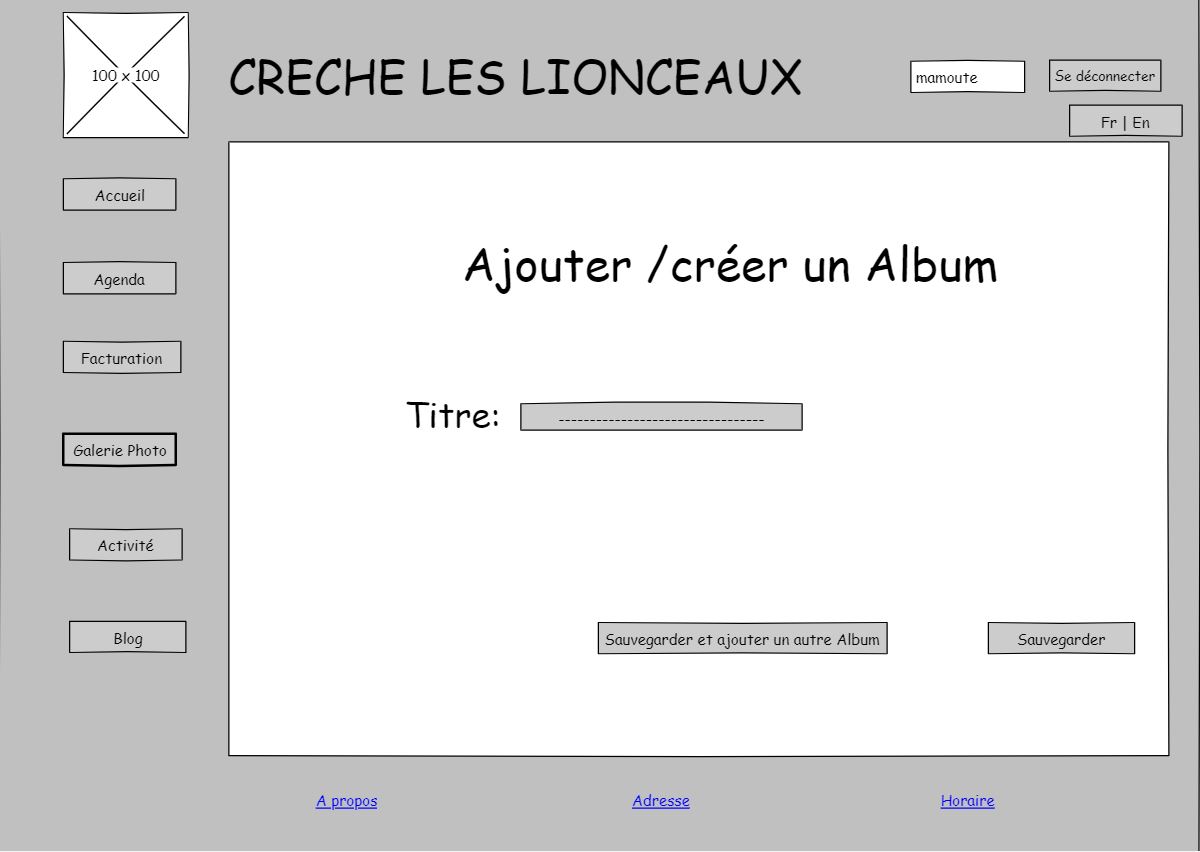 100 x 100
CRECHE LES LIONCEAUX
mamoute
Se déconnecter
Fr | En
Accueil
Agenda
Facturation
Galerie Photo
Activité
Blog
Ajouter /créer un Album
Titre: ---------------------------------
Sauvegarder et ajouter un autre Album
Sauvegarder
A propos
Adresse
Horaire